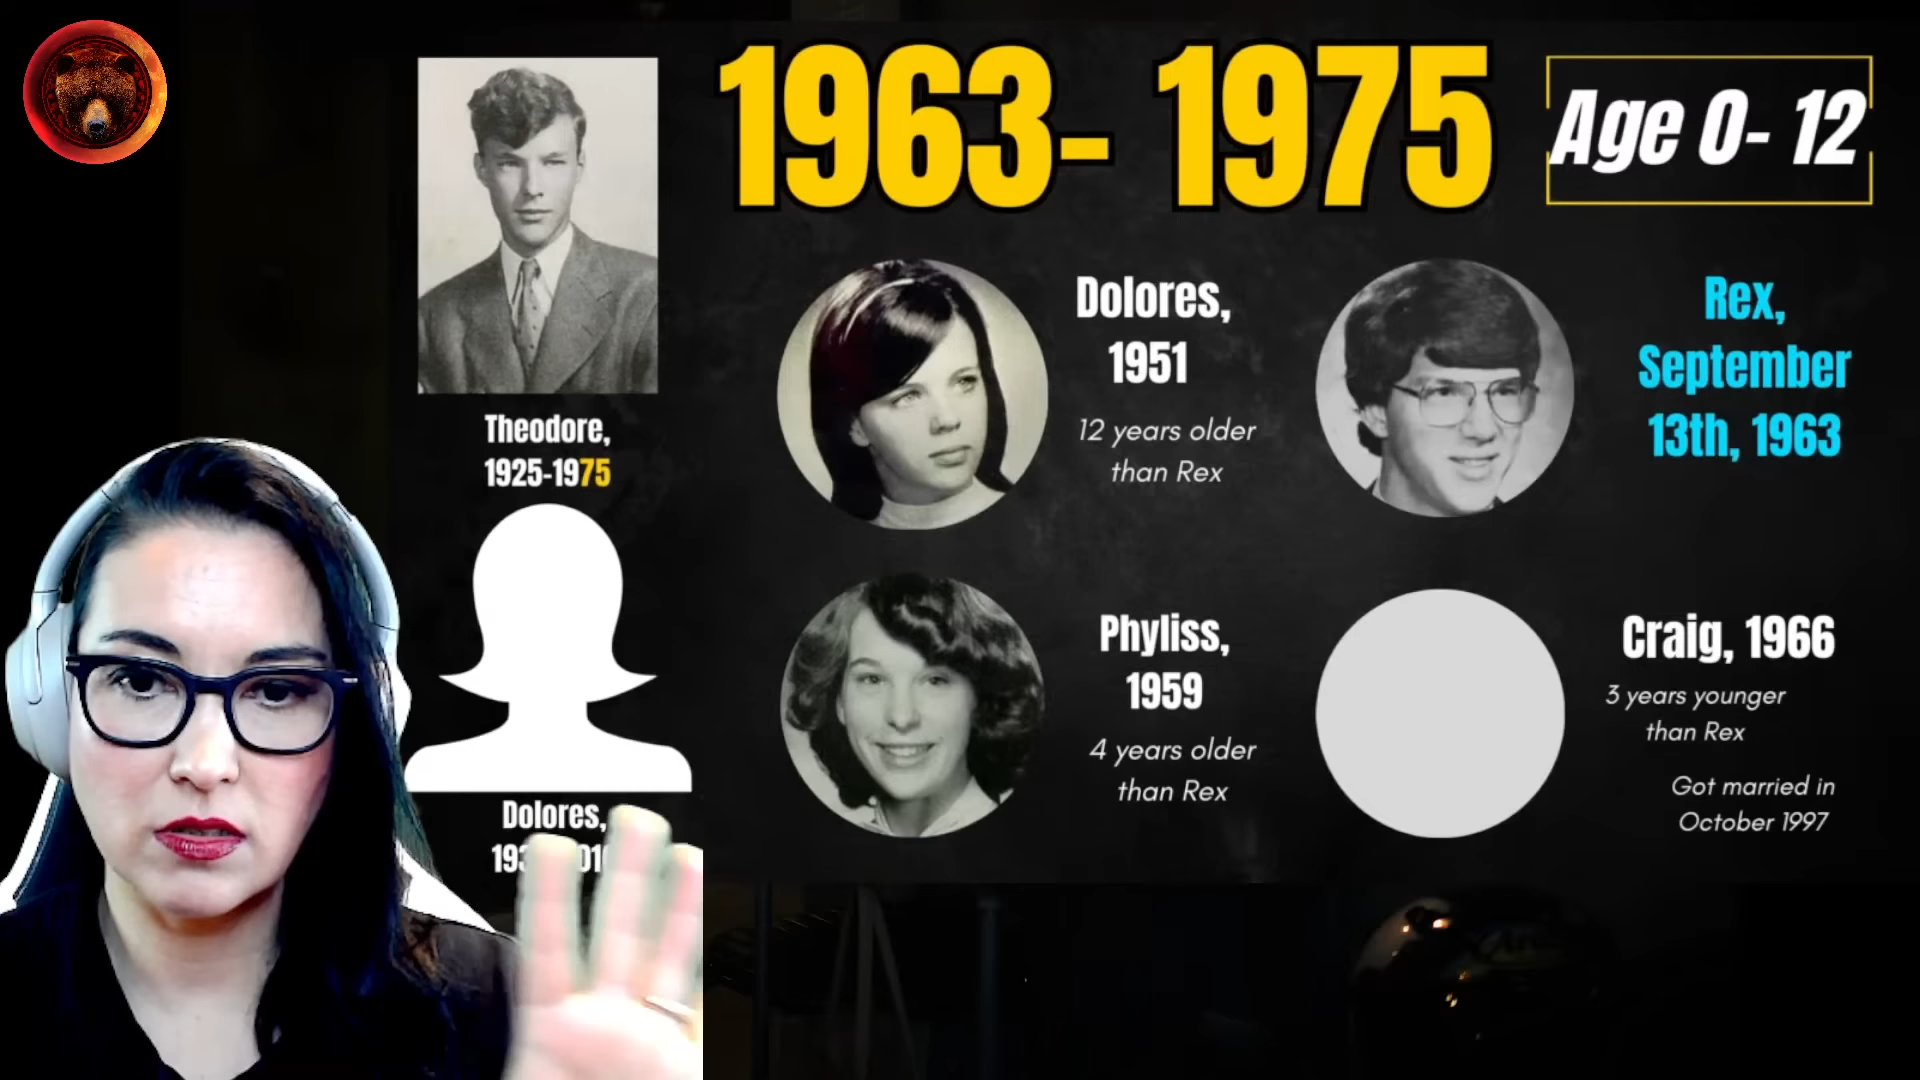 1963- 1975
Age 0- 12
Theodore,
1925-1975
Dolores,
Dolores,
1951
12 years older
than Rex
Rex,
September
13th, 1963
Phyliss,
1959
4 years older
than Rex
Craig, 1966
3 years younger
than Rex
Got married in
October 1997